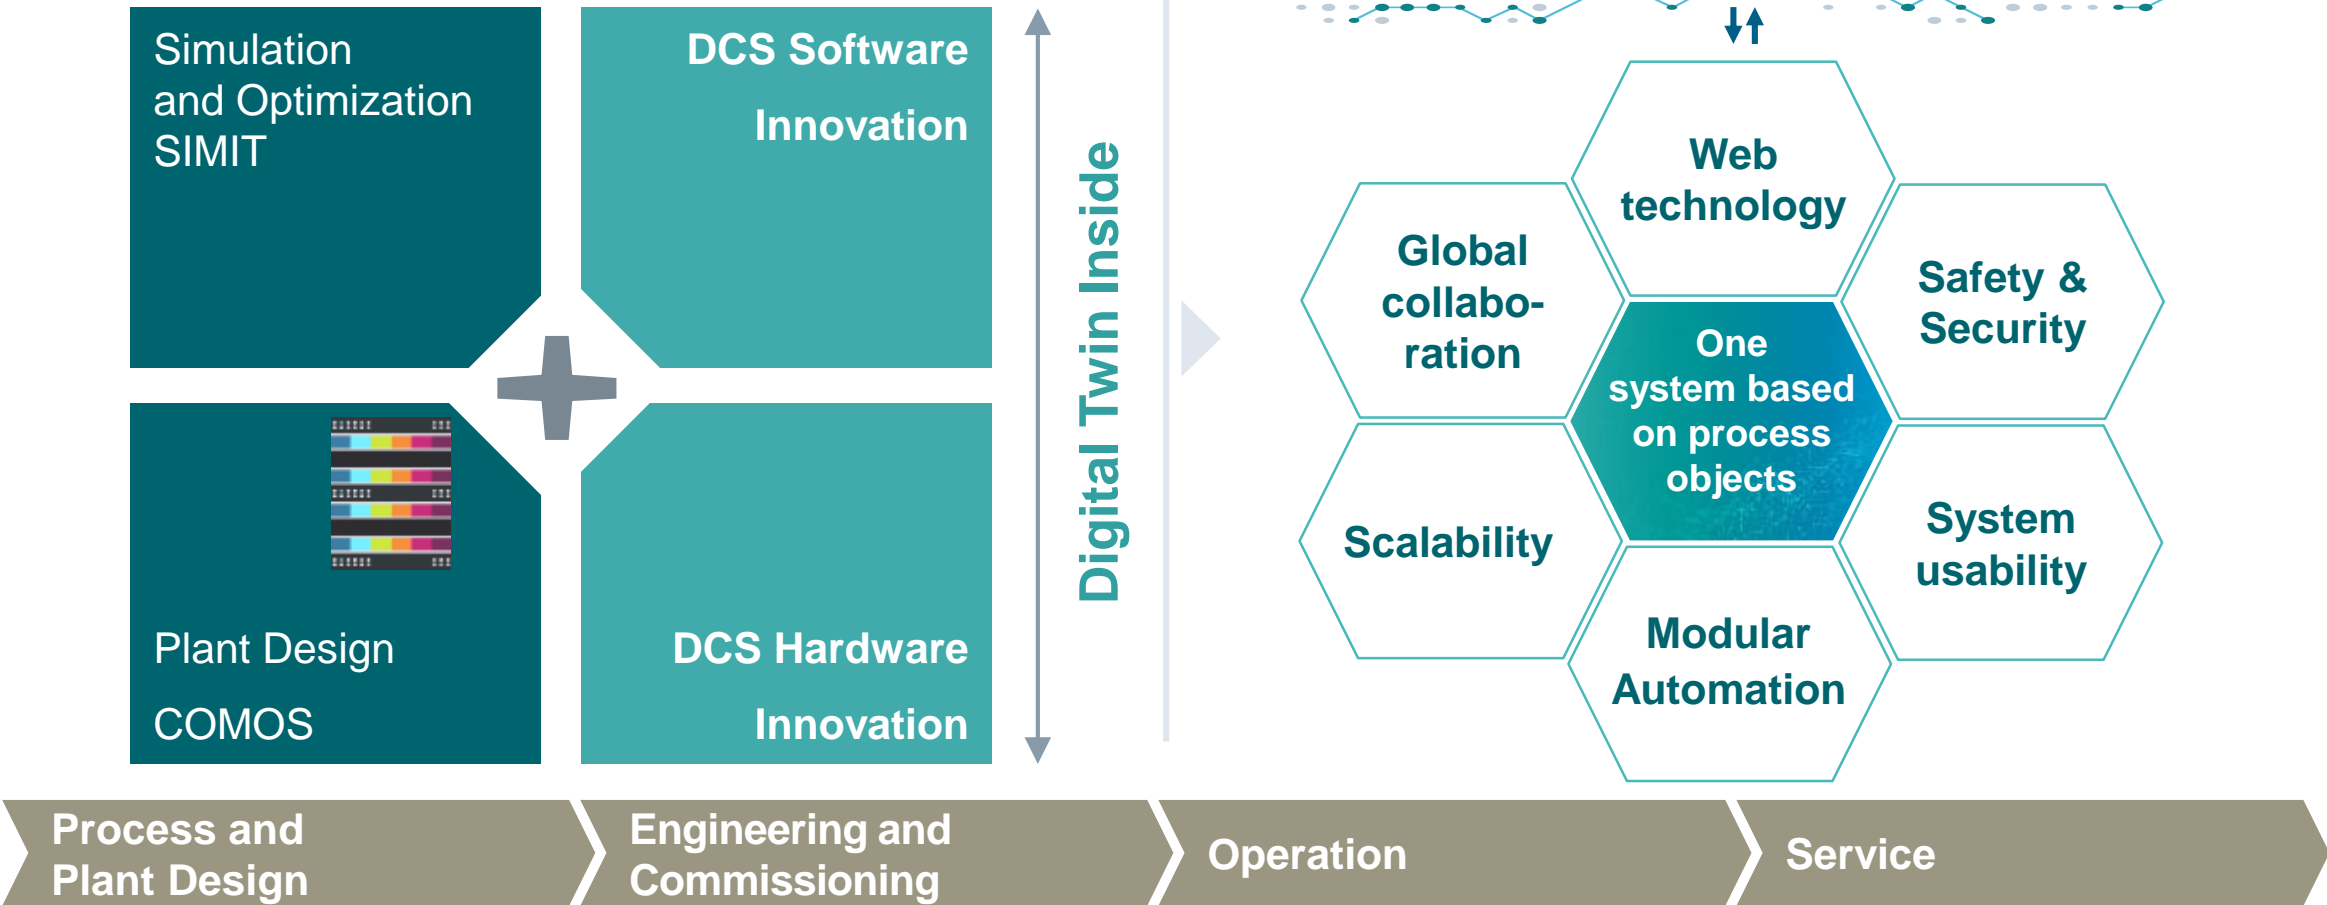 Simulation
and Optimization
SIMIT
DCS Software
Innovation
Plant Design
COMOS
DCS Hardware
Innovation
Digital Twin Inside
Web
technology
Global
collabo-
ration
Safety &
Security
One
system based
on process
objects
Scalability
System
usability
Modular
Automation
Process and
Plant Design
Engineering and
Commissioning
Operation
Service